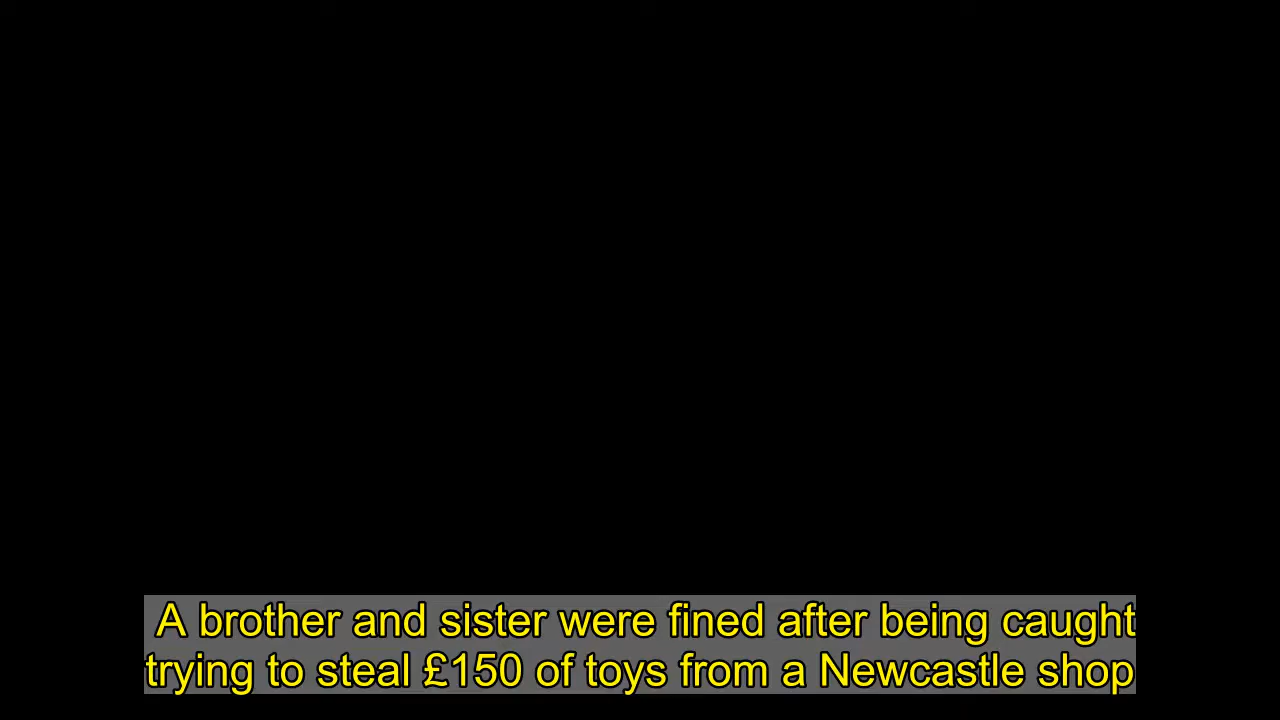 A brother and sister were fined after being caught
trying to steal £150 of toys from a Newcastle shop